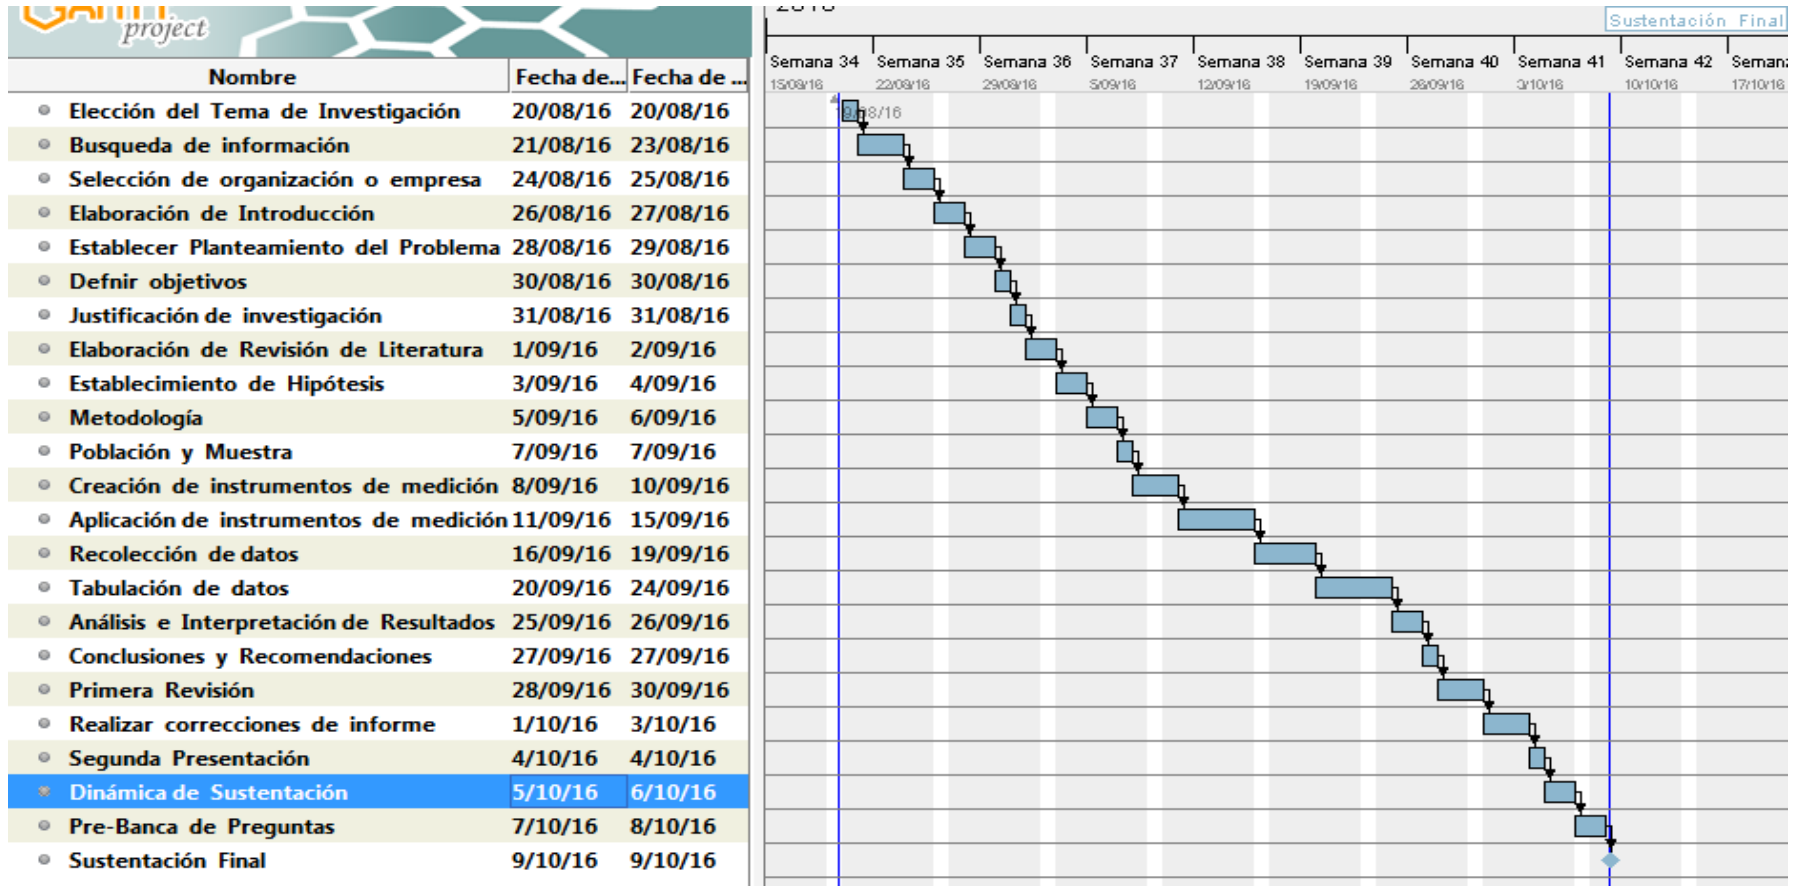 GANTT
project
2016
Sustentación Final
Nombre Fecha de... Fecha de ...
Semana 34 Semana 35 Semana 36 Semana 37 Semana 38 Semana 39 Semana 40 Semana 41 Semana 42 Seman
15/08/16 22/08/16 29/08/16 5/09/16 12/09/16 19/09/16 26/09/16 3/10/16 10/10/16 17/10/16
Elección del Tema de Investigación 20/08/16 20/08/16
19/08/16
Busqueda de información 21/08/16 23/08/16
Selección de organización o empresa 24/08/16 25/08/16
Elaboración de Introducción 26/08/16 27/08/16
Establecer Planteamiento del Problema 28/08/16 29/08/16
Defnir objetivos 30/08/16 30/08/16
Justificación de investigación 31/08/16 31/08/16
Elaboración de Revisión de Literatura 1/09/16 2/09/16
Establecimiento de Hipótesis 3/09/16 4/09/16
Metodología 5/09/16 6/09/16
Población y Muestra 7/09/16 7/09/16
Creación de instrumentos de medición 8/09/16 10/09/16
Aplicación de instrumentos de medición 11/09/16 15/09/16
Recolección de datos 16/09/16 19/09/16
Tabulación de datos 20/09/16 24/09/16
Análisis e Interpretación de Resultados 25/09/16 26/09/16
Conclusiones y Recomendaciones 27/09/16 27/09/16
Primera Revisión 28/09/16 30/09/16
Realizar correcciones de informe 1/10/16 3/10/16
Segunda Presentación 4/10/16 4/10/16
Dinámica de Sustentación 5/10/16 6/10/16
Pre-Banca de Preguntas 7/10/16 8/10/16
Sustentación Final 9/10/16 9/10/16